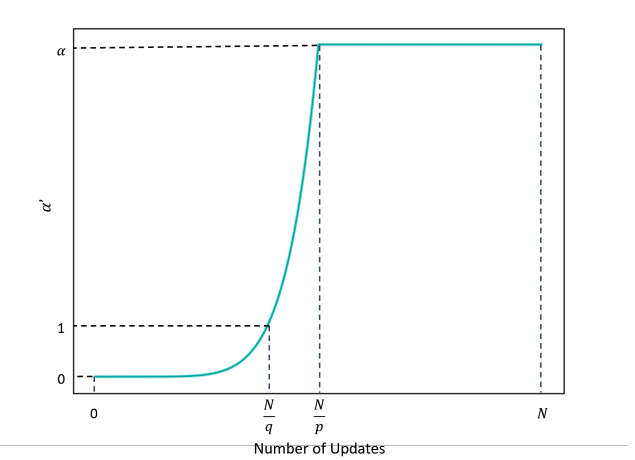 α
α'
1
0
0
N/q
N/p
N
Number of Updates